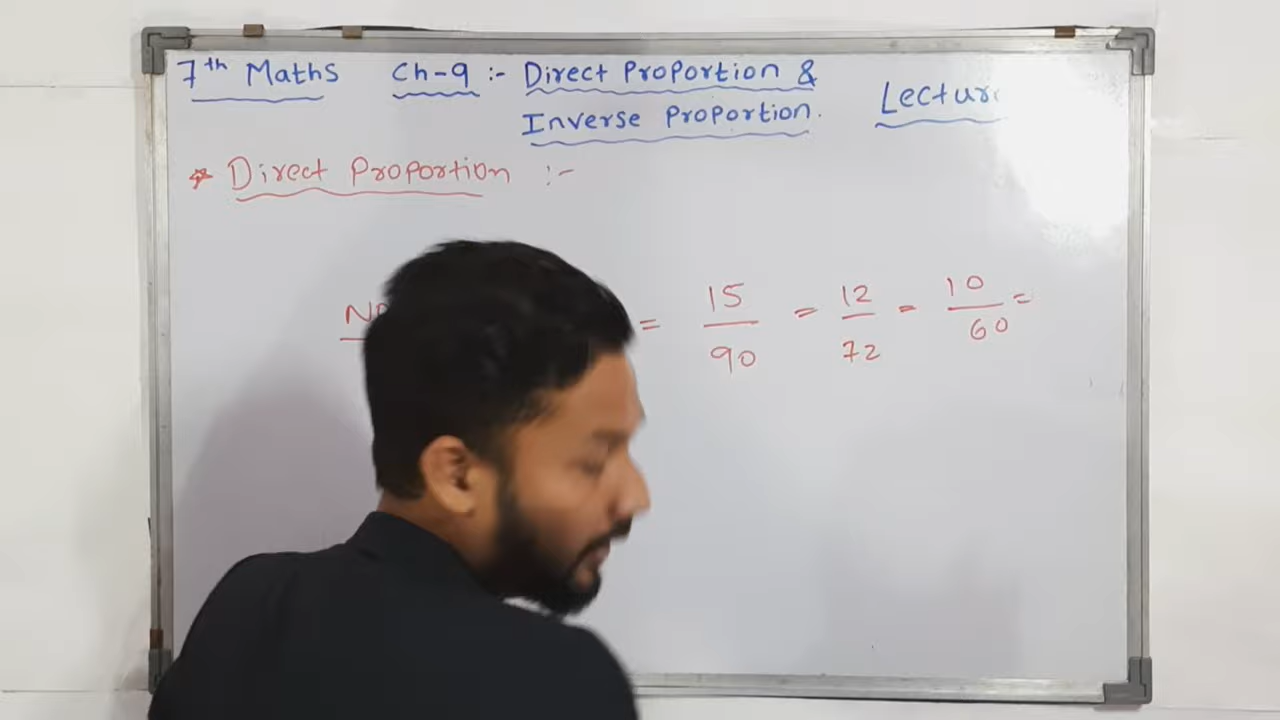 7th Maths Ch-9 :- Direct Proportion &
Inverse Proportion.
Lectur
* Direct Proportion :-
= 15/90 = 12/72 = 10/60 =